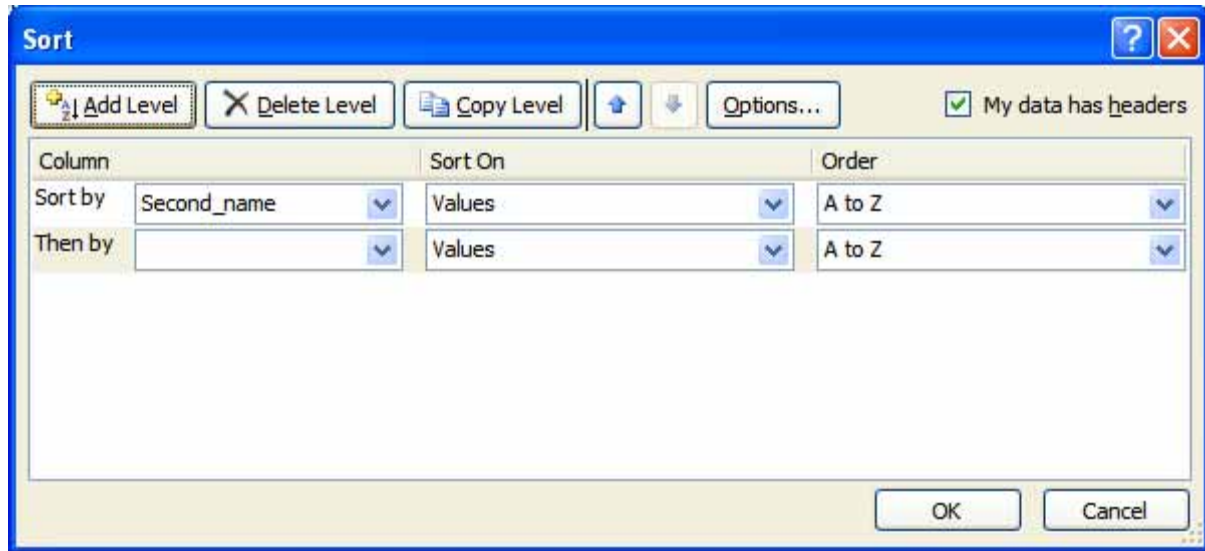 Sort
Add Level Delete Level Copy Level Options... My data has headers
Column Sort On Order
Sort by Second_name Values A to Z
Then by Values A to Z
OK Cancel